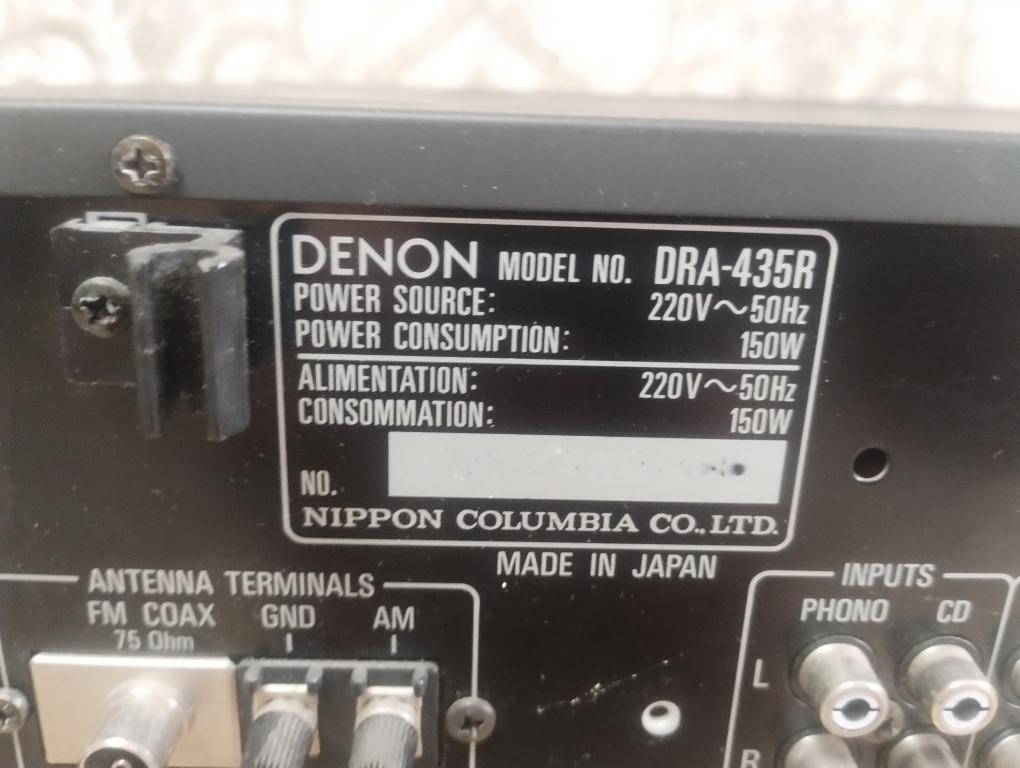 DENON MODEL NO. DRA-435R
POWER SOURCE: 220V～50Hz
POWER CONSUMPTION: 150W
ALIMENTATION: 220V～50Hz
CONSOMMATION: 150W
NO.
NIPPON COLUMBIA CO., LTD.
MADE IN JAPAN
ANTENNA TERMINALS
FM COAX GND AM
75 Ohm
INPUTS
PHONO CD
L
R